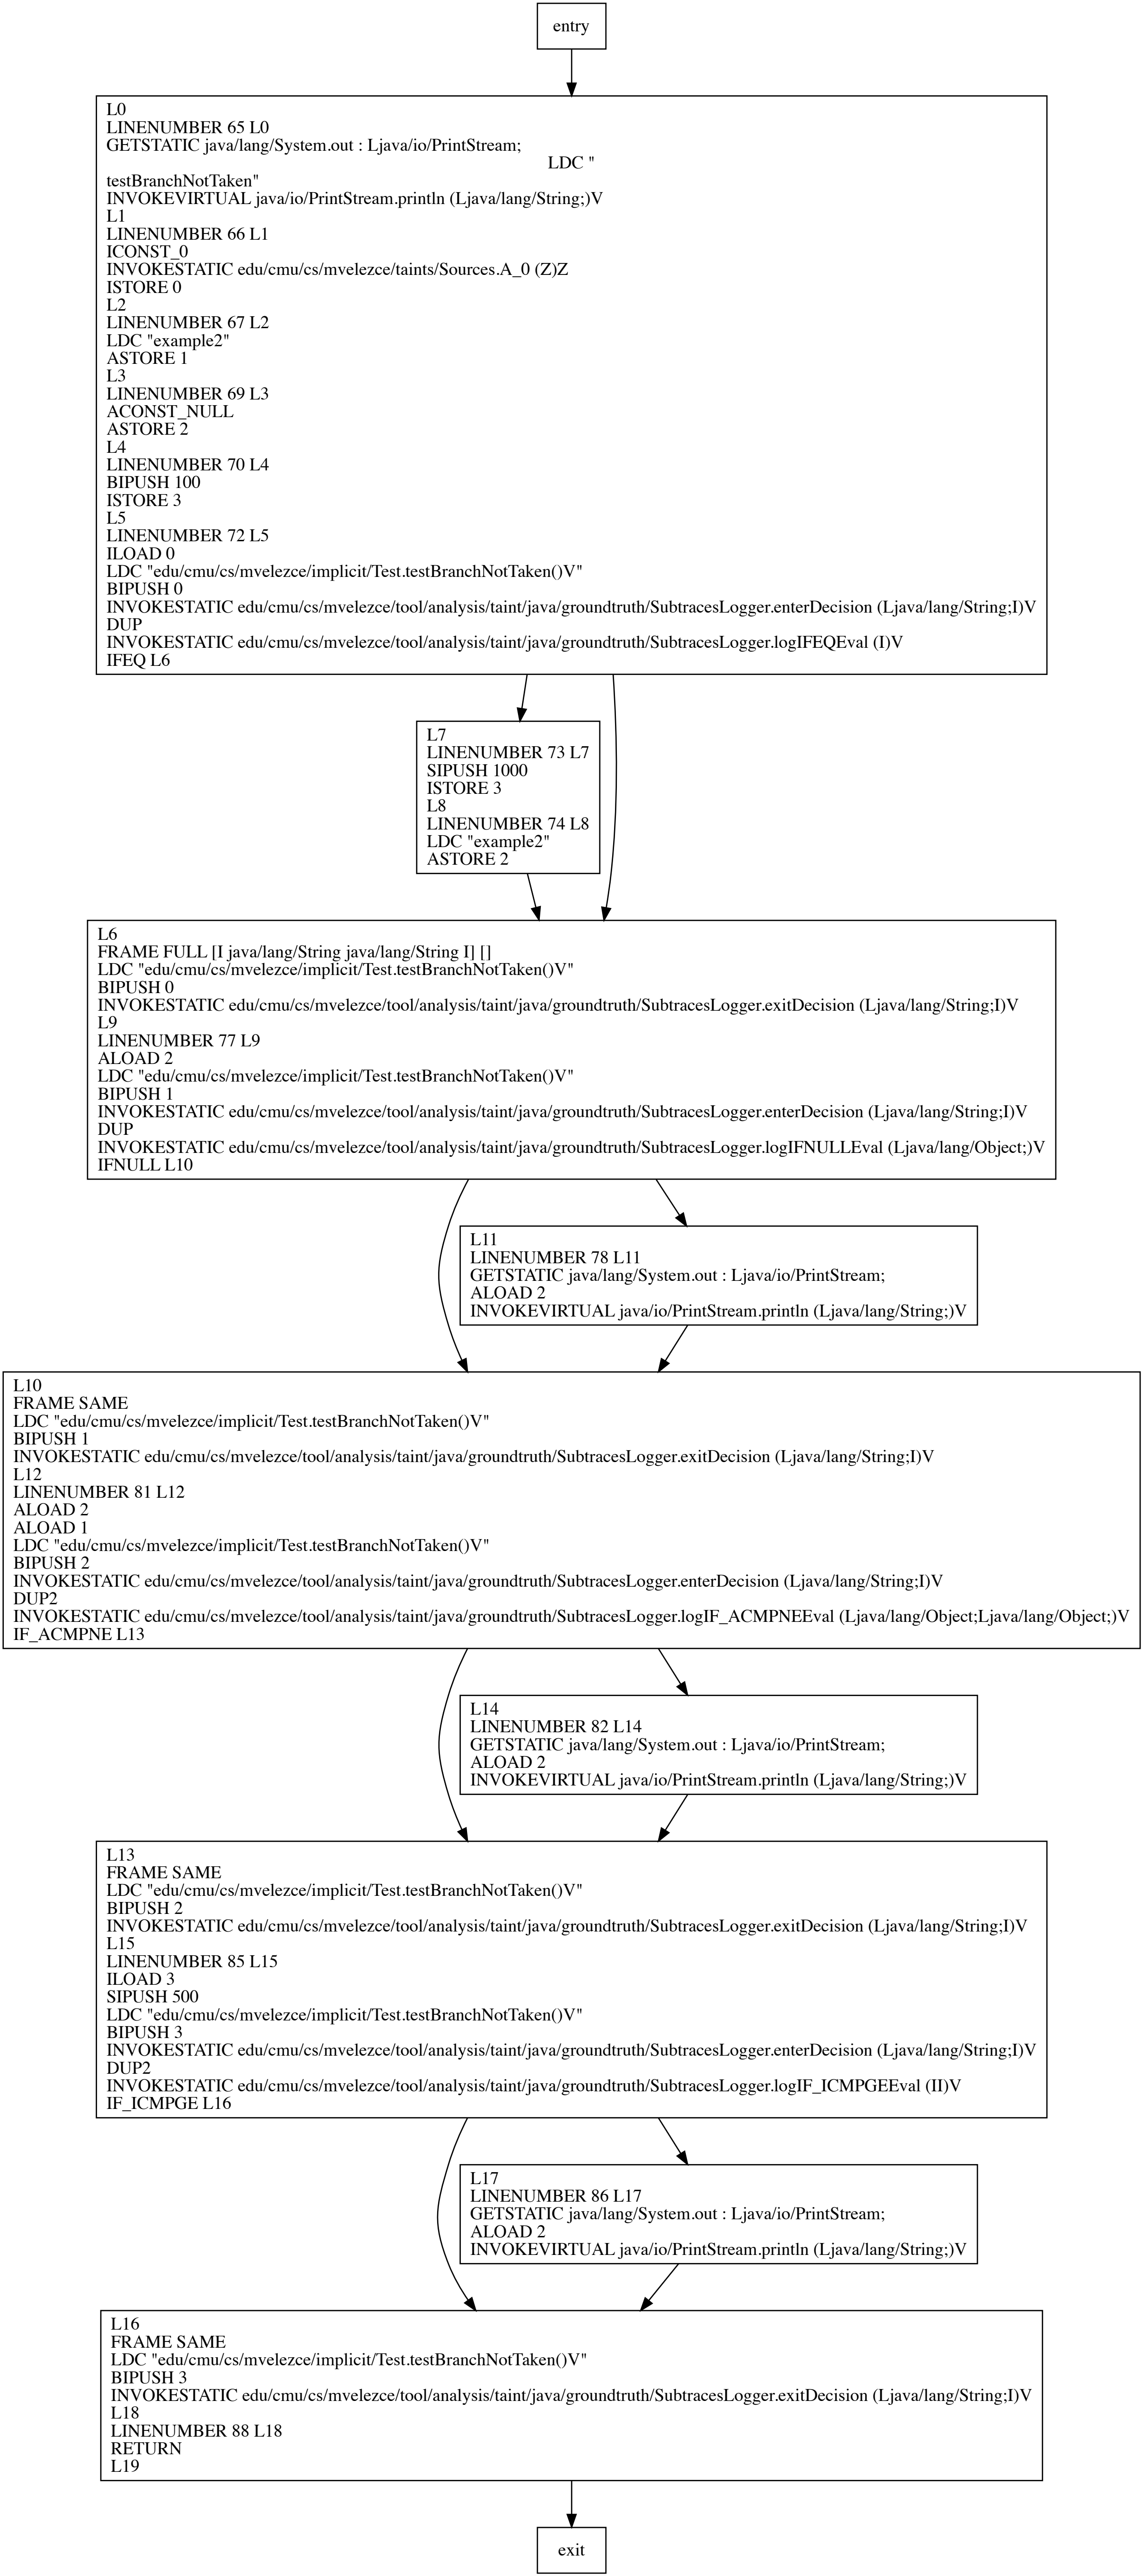 entry
L0
LINENUMBER 65 L0
GETSTATIC java/lang/System.out : Ljava/io/PrintStream;
LDC "
testBranchNotTaken"
INVOKEVIRTUAL java/io/PrintStream.println (Ljava/lang/String;)V
L1
LINENUMBER 66 L1
ICONST_0
INVOKESTATIC edu/cmu/cs/mvelezce/taints/Sources.A_0 (Z)Z
ISTORE 0
L2
LINENUMBER 67 L2
LDC "example2"
ASTORE 1
L3
LINENUMBER 69 L3
ACONST_NULL
ASTORE 2
L4
LINENUMBER 70 L4
BIPUSH 100
ISTORE 3
L5
LINENUMBER 72 L5
ILOAD 0
LDC "edu/cmu/cs/mvelezce/implicit/Test.testBranchNotTaken()V"
BIPUSH 0
INVOKESTATIC edu/cmu/cs/mvelezce/tool/analysis/taint/java/groundtruth/SubtracesLogger.enterDecision (Ljava/lang/String;I)V
DUP
INVOKESTATIC edu/cmu/cs/mvelezce/tool/analysis/taint/java/groundtruth/SubtracesLogger.logIFEQEval (I)V
IFEQ L6
L7
LINENUMBER 73 L7
SIPUSH 1000
ISTORE 3
L8
LINENUMBER 74 L8
LDC "example2"
ASTORE 2
L6
FRAME FULL [I java/lang/String java/lang/String I] []
LDC "edu/cmu/cs/mvelezce/implicit/Test.testBranchNotTaken()V"
BIPUSH 0
INVOKESTATIC edu/cmu/cs/mvelezce/tool/analysis/taint/java/groundtruth/SubtracesLogger.exitDecision (Ljava/lang/String;I)V
L9
LINENUMBER 77 L9
ALOAD 2
LDC "edu/cmu/cs/mvelezce/implicit/Test.testBranchNotTaken()V"
BIPUSH 1
INVOKESTATIC edu/cmu/cs/mvelezce/tool/analysis/taint/java/groundtruth/SubtracesLogger.enterDecision (Ljava/lang/String;I)V
DUP
INVOKESTATIC edu/cmu/cs/mvelezce/tool/analysis/taint/java/groundtruth/SubtracesLogger.logIFNULLEval (Ljava/lang/Object;)V
IFNULL L10
L11
LINENUMBER 78 L11
GETSTATIC java/lang/System.out : Ljava/io/PrintStream;
ALOAD 2
INVOKEVIRTUAL java/io/PrintStream.println (Ljava/lang/String;)V
L10
FRAME SAME
LDC "edu/cmu/cs/mvelezce/implicit/Test.testBranchNotTaken()V"
BIPUSH 1
INVOKESTATIC edu/cmu/cs/mvelezce/tool/analysis/taint/java/groundtruth/SubtracesLogger.exitDecision (Ljava/lang/String;I)V
L12
LINENUMBER 81 L12
ALOAD 2
ALOAD 1
LDC "edu/cmu/cs/mvelezce/implicit/Test.testBranchNotTaken()V"
BIPUSH 2
INVOKESTATIC edu/cmu/cs/mvelezce/tool/analysis/taint/java/groundtruth/SubtracesLogger.enterDecision (Ljava/lang/String;I)V
DUP2
INVOKESTATIC edu/cmu/cs/mvelezce/tool/analysis/taint/java/groundtruth/SubtracesLogger.logIF_ACMPNEEval (Ljava/lang/Object;Ljava/lang/Object;)V
IF_ACMPNE L13
L14
LINENUMBER 82 L14
GETSTATIC java/lang/System.out : Ljava/io/PrintStream;
ALOAD 2
INVOKEVIRTUAL java/io/PrintStream.println (Ljava/lang/String;)V
L13
FRAME SAME
LDC "edu/cmu/cs/mvelezce/implicit/Test.testBranchNotTaken()V"
BIPUSH 2
INVOKESTATIC edu/cmu/cs/mvelezce/tool/analysis/taint/java/groundtruth/SubtracesLogger.exitDecision (Ljava/lang/String;I)V
L15
LINENUMBER 85 L15
ILOAD 3
SIPUSH 500
LDC "edu/cmu/cs/mvelezce/implicit/Test.testBranchNotTaken()V"
BIPUSH 3
INVOKESTATIC edu/cmu/cs/mvelezce/tool/analysis/taint/java/groundtruth/SubtracesLogger.enterDecision (Ljava/lang/String;I)V
DUP2
INVOKESTATIC edu/cmu/cs/mvelezce/tool/analysis/taint/java/groundtruth/SubtracesLogger.logIF_ICMPGEEval (II)V
IF_ICMPGE L16
L17
LINENUMBER 86 L17
GETSTATIC java/lang/System.out : Ljava/io/PrintStream;
ALOAD 2
INVOKEVIRTUAL java/io/PrintStream.println (Ljava/lang/String;)V
L16
FRAME SAME
LDC "edu/cmu/cs/mvelezce/implicit/Test.testBranchNotTaken()V"
BIPUSH 3
INVOKESTATIC edu/cmu/cs/mvelezce/tool/analysis/taint/java/groundtruth/SubtracesLogger.exitDecision (Ljava/lang/String;I)V
L18
LINENUMBER 88 L18
RETURN
L19
exit